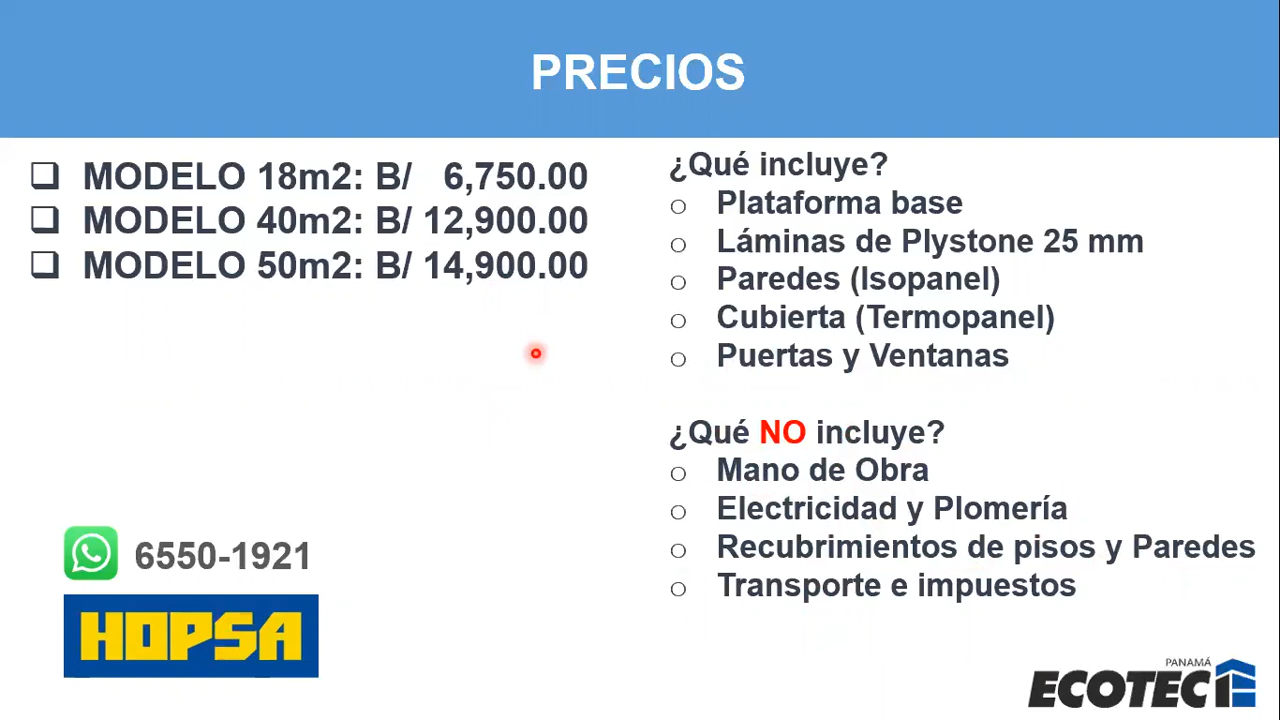 PRECIOS
MODELO 18m2: B/ 6,750.00
MODELO 40m2: B/ 12,900.00
MODELO 50m2: B/ 14,900.00
¿Qué incluye?
Plataforma base
Láminas de Plystone 25 mm
Paredes (Isopanel)
Cubierta (Termopanel)
Puertas y Ventanas
¿Qué NO incluye?
Mano de Obra
Electricidad y Plomería
Recubrimientos de pisos y Paredes
Transporte e impuestos
6550-1921
HOPSA
PANAMÁ
ECOTEC